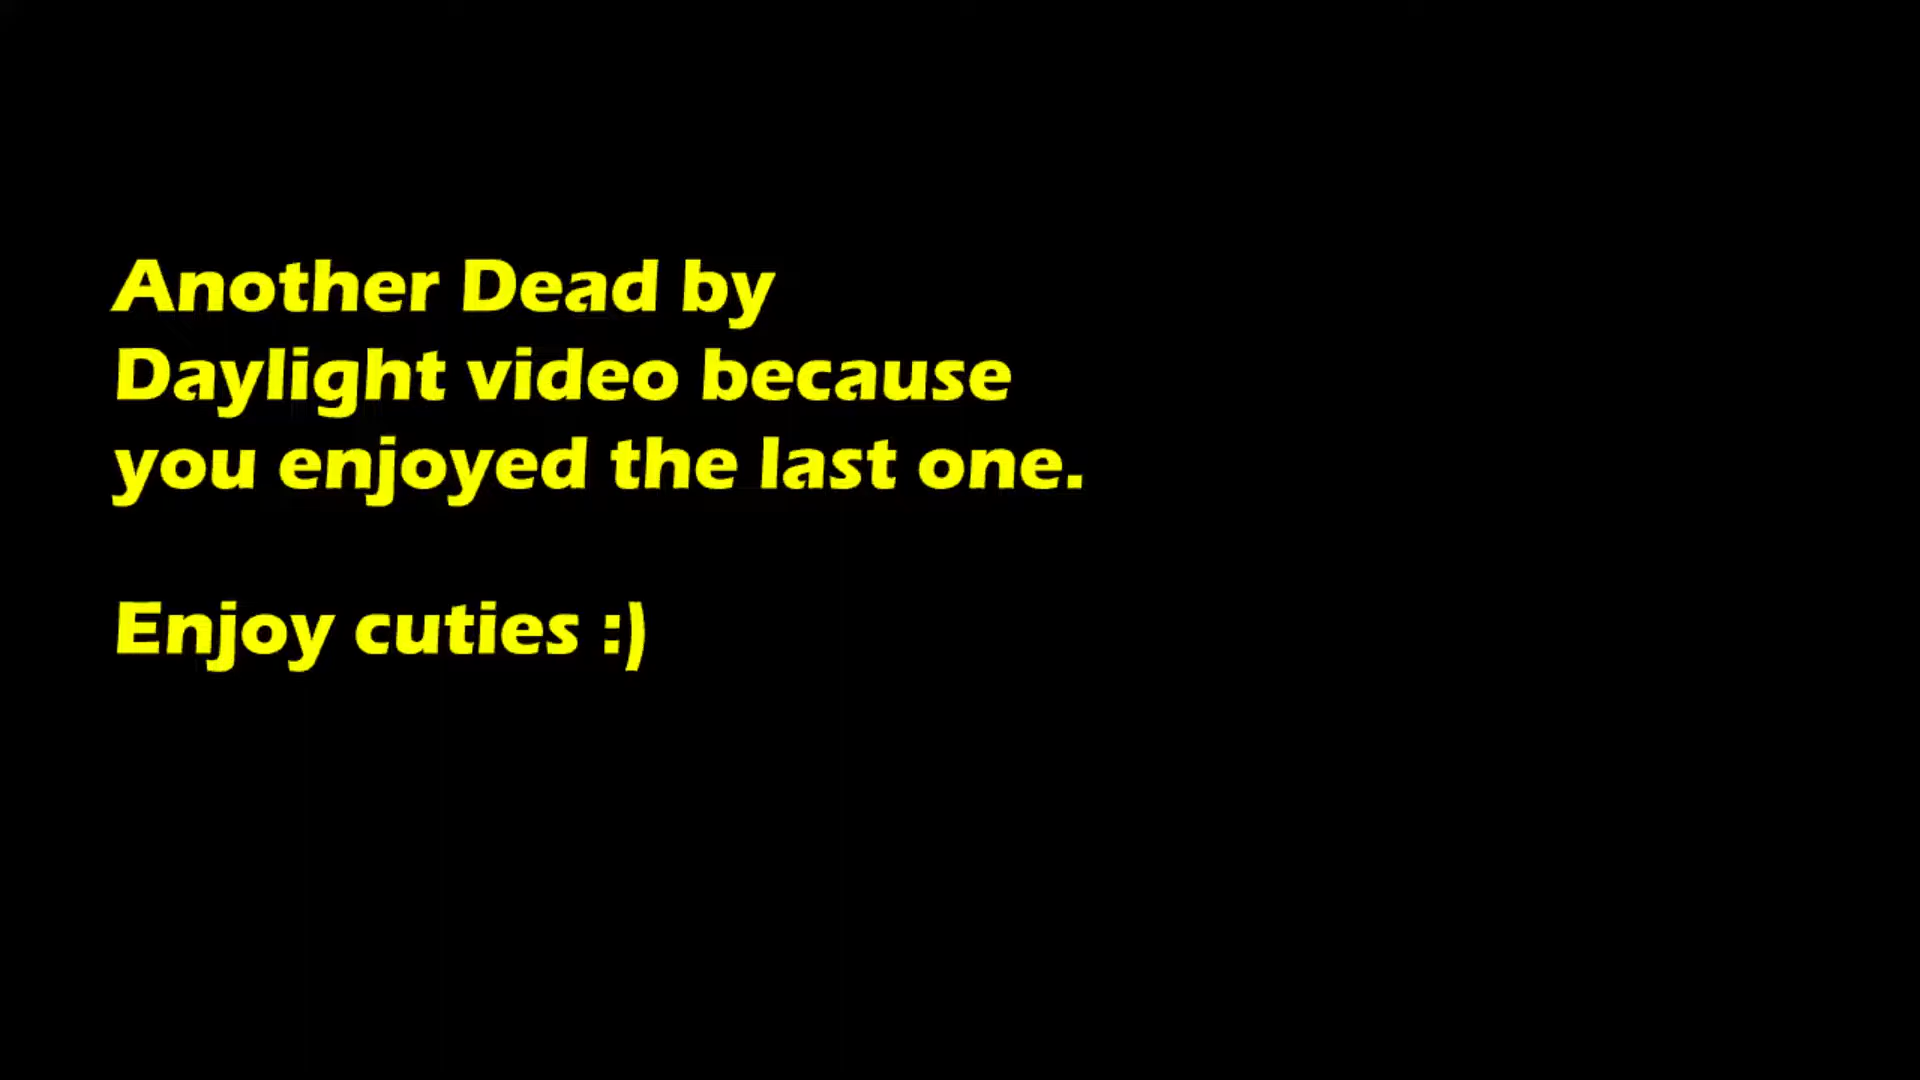 Another Dead by
Daylight video because
you enjoyed the last one.
Enjoy cuties :)